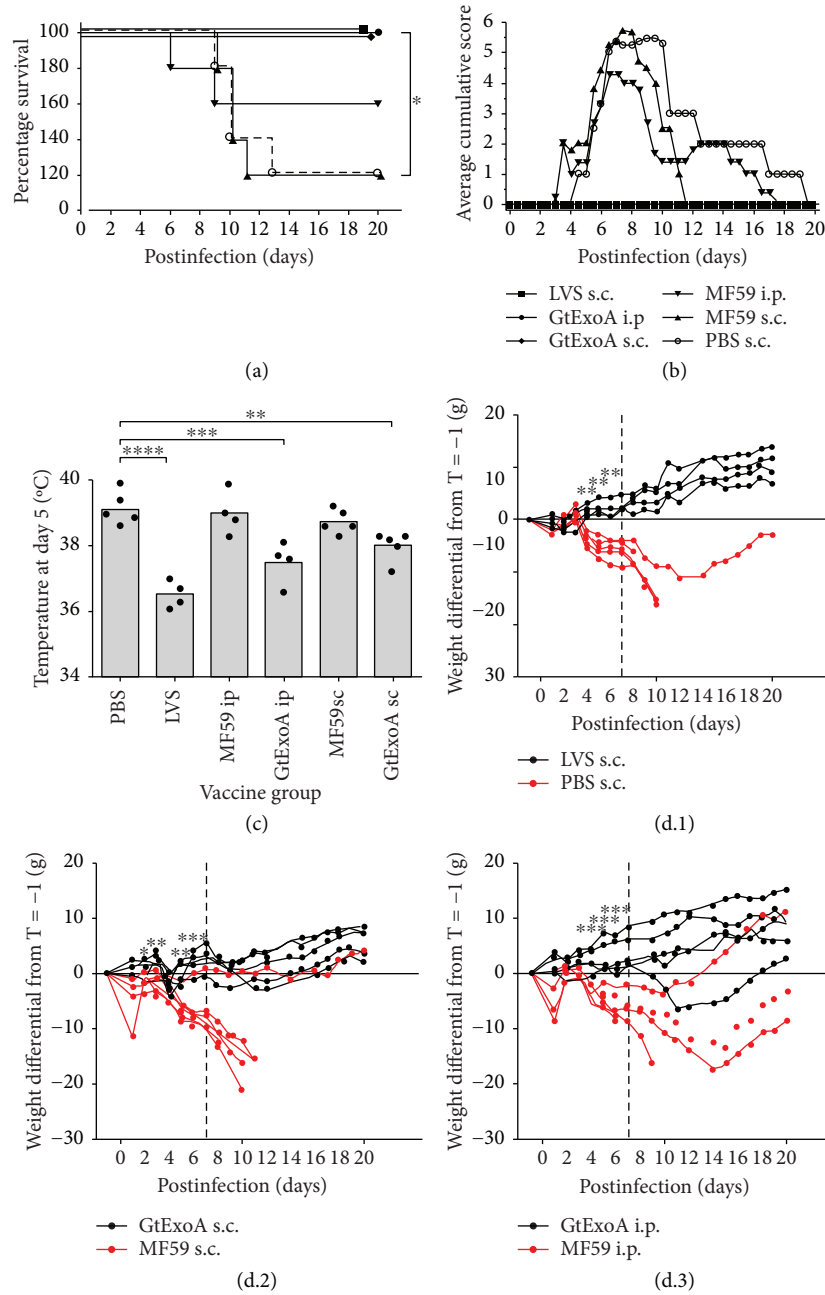 (a)
Percentage survival
100
80
60
40
120
140
160
180
100
*
0 2 4 6 8 10 12 14 16 18 20
Postinfection (days)
(b)
Average cumulative score
6
5
4
3
2
1
0
0 2 4 6 8 10 12 14 16 18 20
Postinfection (days)
LVS s.c.
GtExoA i.p
GtExoA s.c.
MF59 i.p.
MF59 s.c.
PBS s.c.
(c)
Temperature at day 5 (ºC)
40
38
36
34
**
***
****
PBS
LVS
MF59 ip
GtExoA ip
MF59sc
GtExoA sc
Vaccine group
(d.1)
Weight differential from T = −1 (g)
20
10
0
−10
−20
30
** ** **
0 2 4 6 8 10 12 14 16 18 20
Postinfection (days)
LVS s.c.
PBS s.c.
(d.2)
Weight differential from T = −1 (g)
20
10
0
−10
−20
−30
* ** ** ***
0 2 4 6 8 10 12 14 16 18 20
Postinfection (days)
GtExoA s.c.
MF59 s.c.
(d.3)
Weight differential from T = −1 (g)
20
10
0
−10
−20
−30
*** *** ***
0 2 4 6 8 10 12 14 16 18 20
Postinfection (days)
GtExoA i.p.
MF59 i.p.